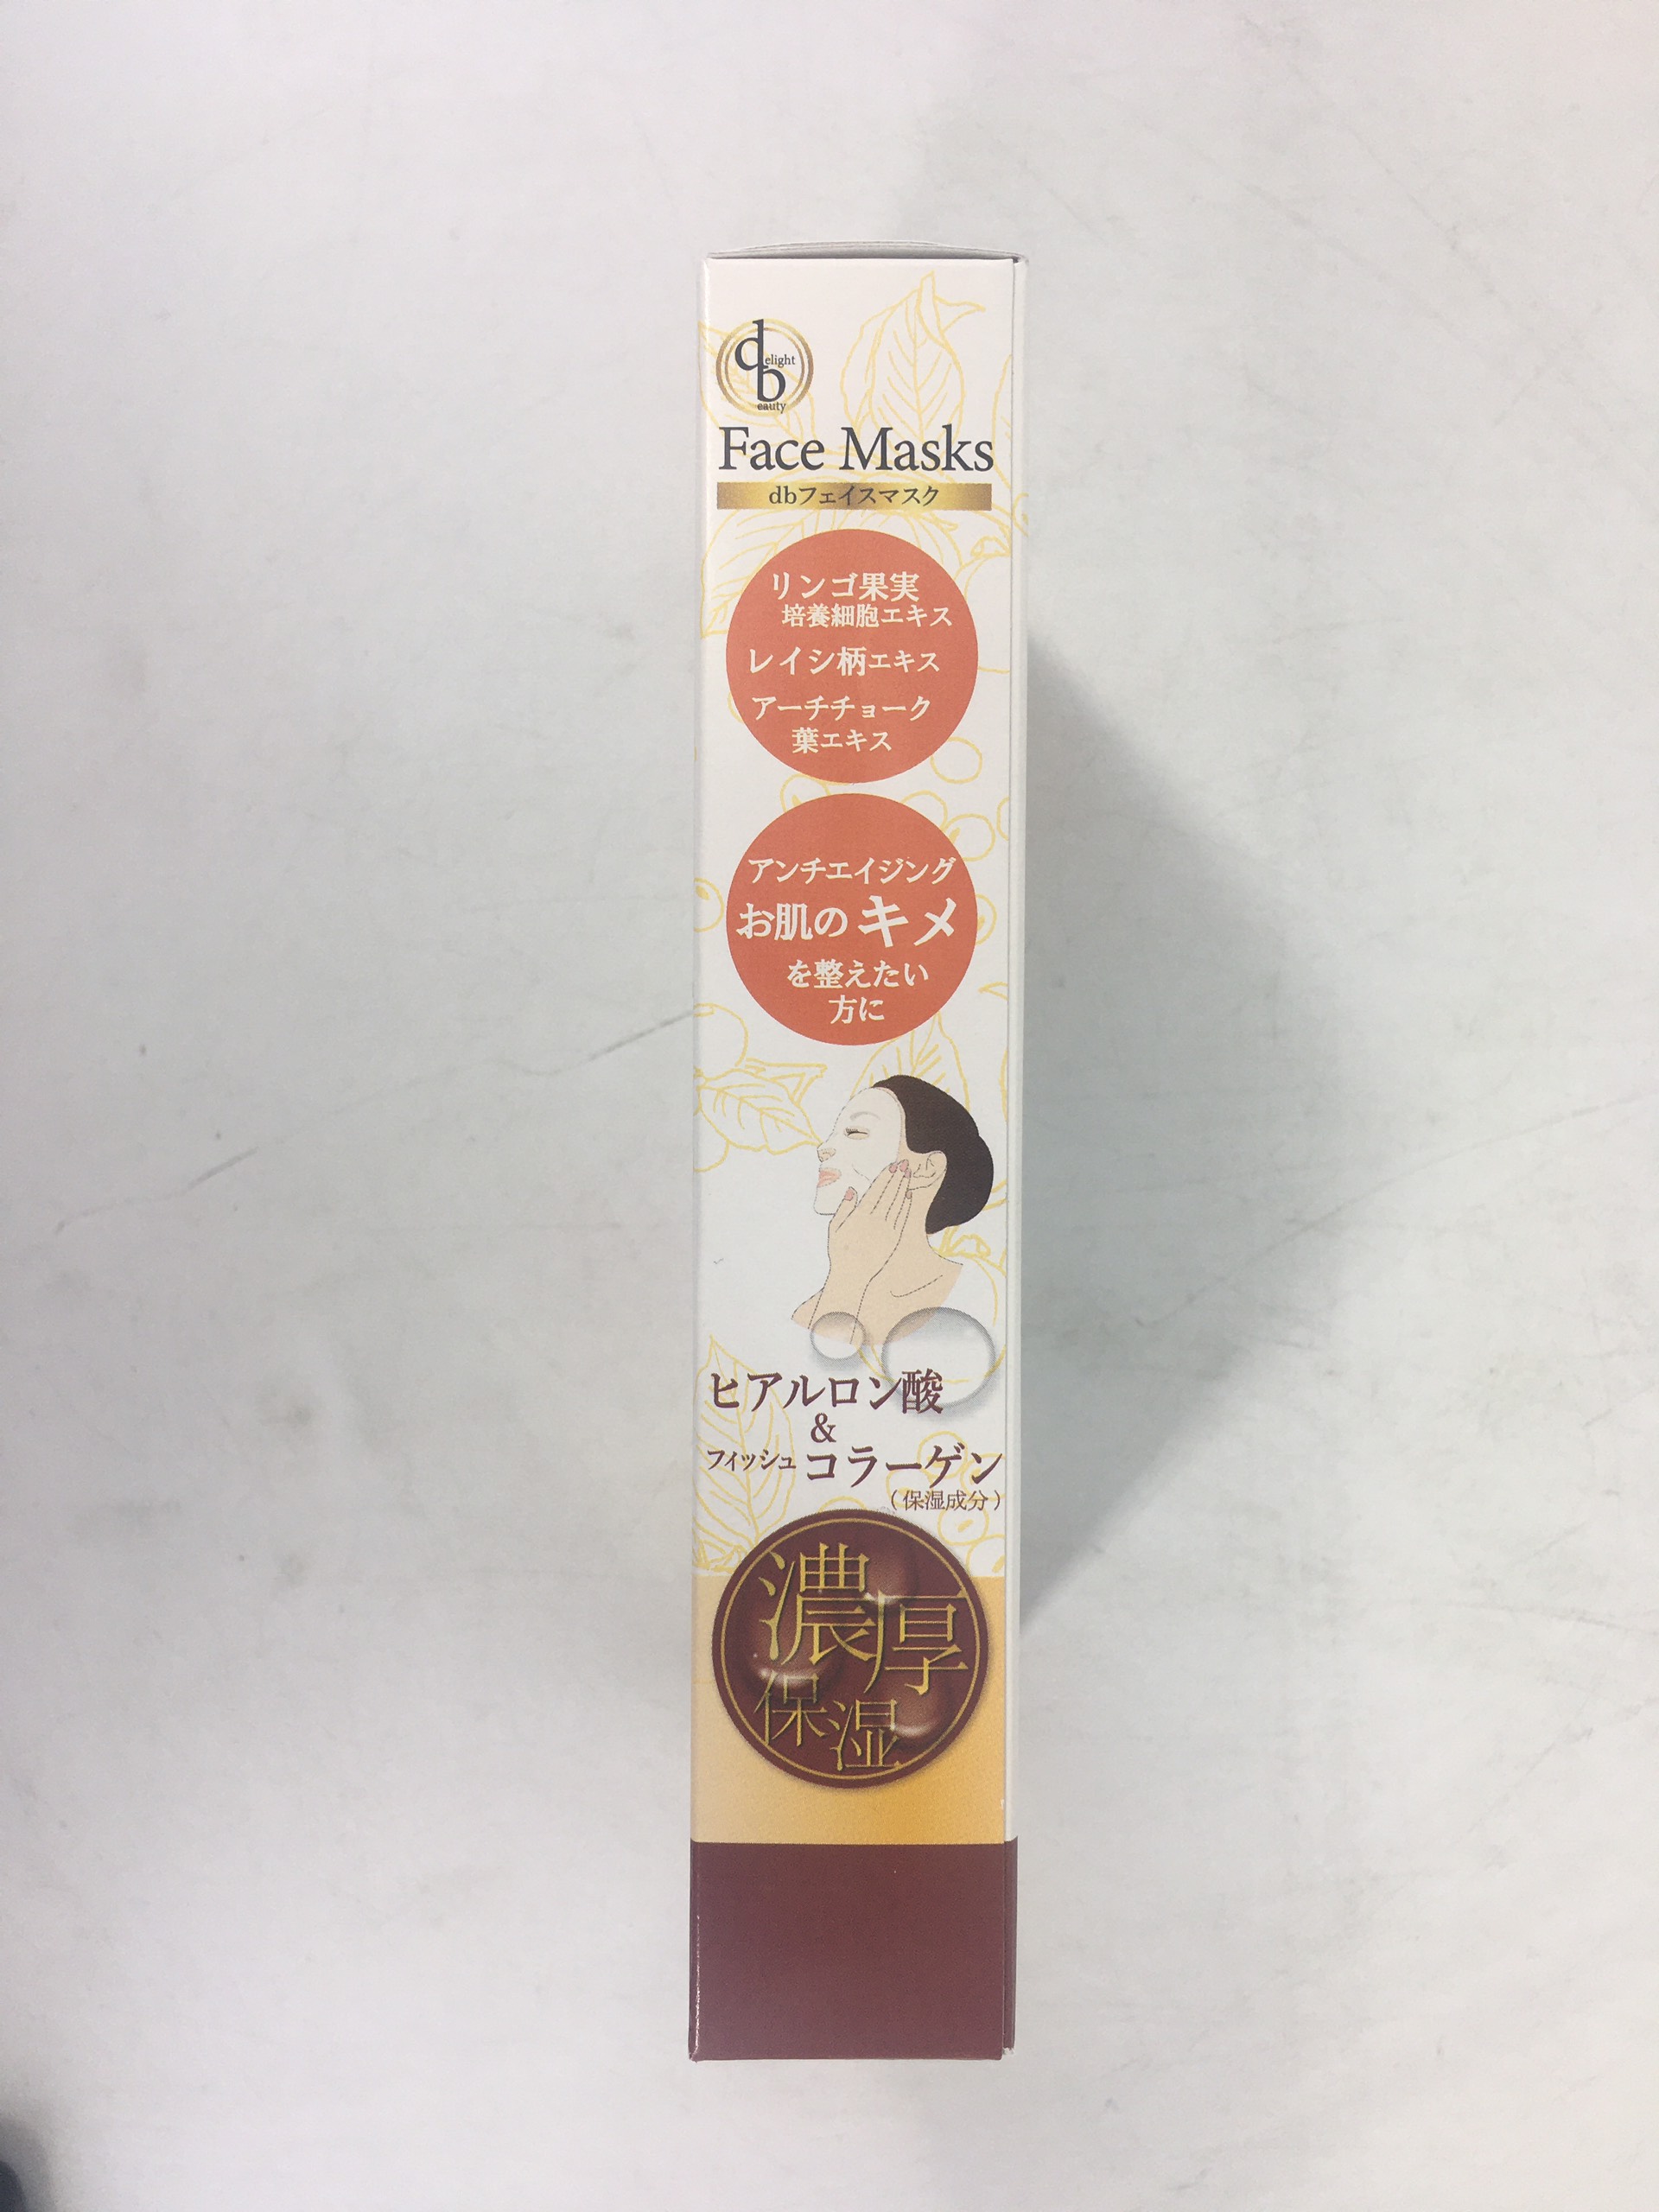 delight
beauty
Face Masks
dbフェイスマスク
リンゴ果実
培養細胞エキス
レイシ柄エキス
アーチチョーク
葉エキス
アンチエイジング
お肌のキメ
を整えたい
方に
ヒアルロン酸
&
フィッシュコラーゲン
(保湿成分)
濃厚
保湿